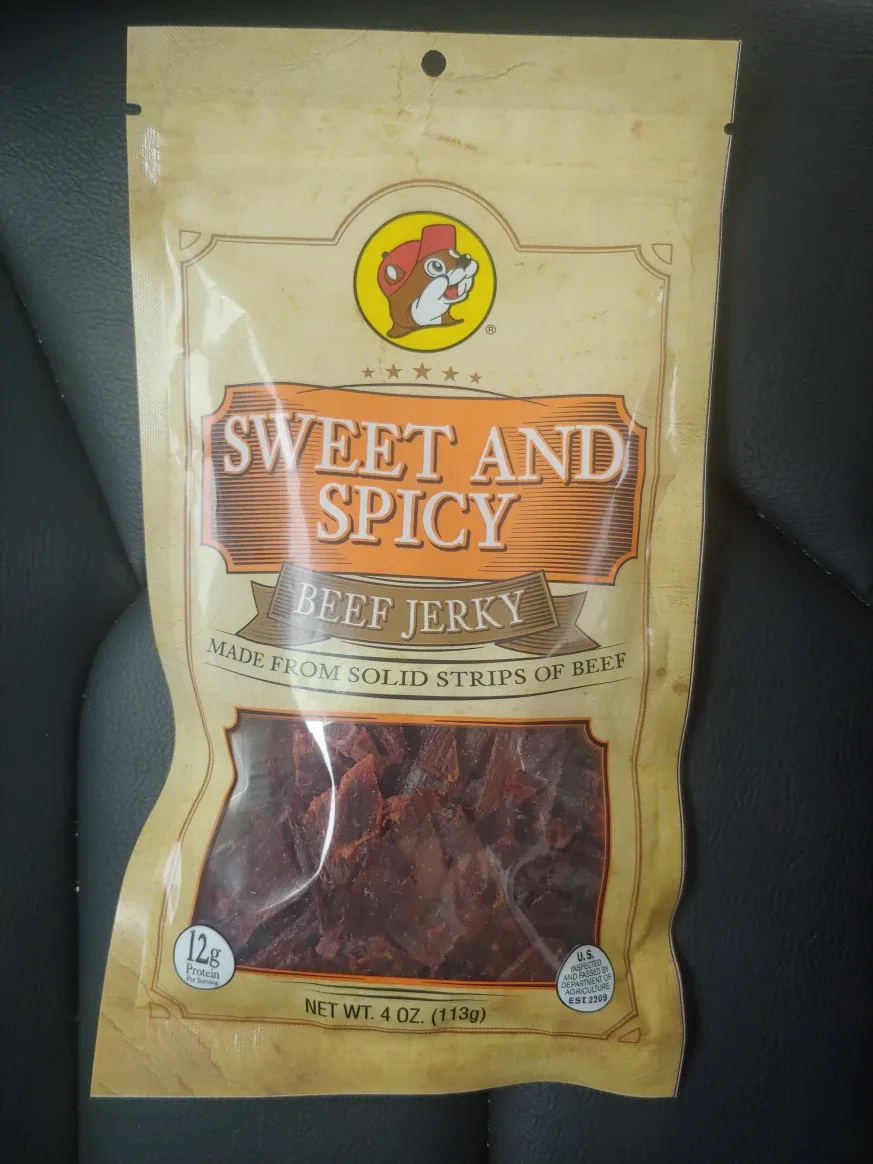 ®
SWEET AND
SPICY
BEEF JERKY
MADE FROM SOLID STRIPS OF BEEF
12g
Protein
Per Serving
U.S.
INSPECTED
AND PASSED BY
DEPARTMENT OF
AGRICULTURE
EST. 2209
NET WT. 4 OZ. (113g)